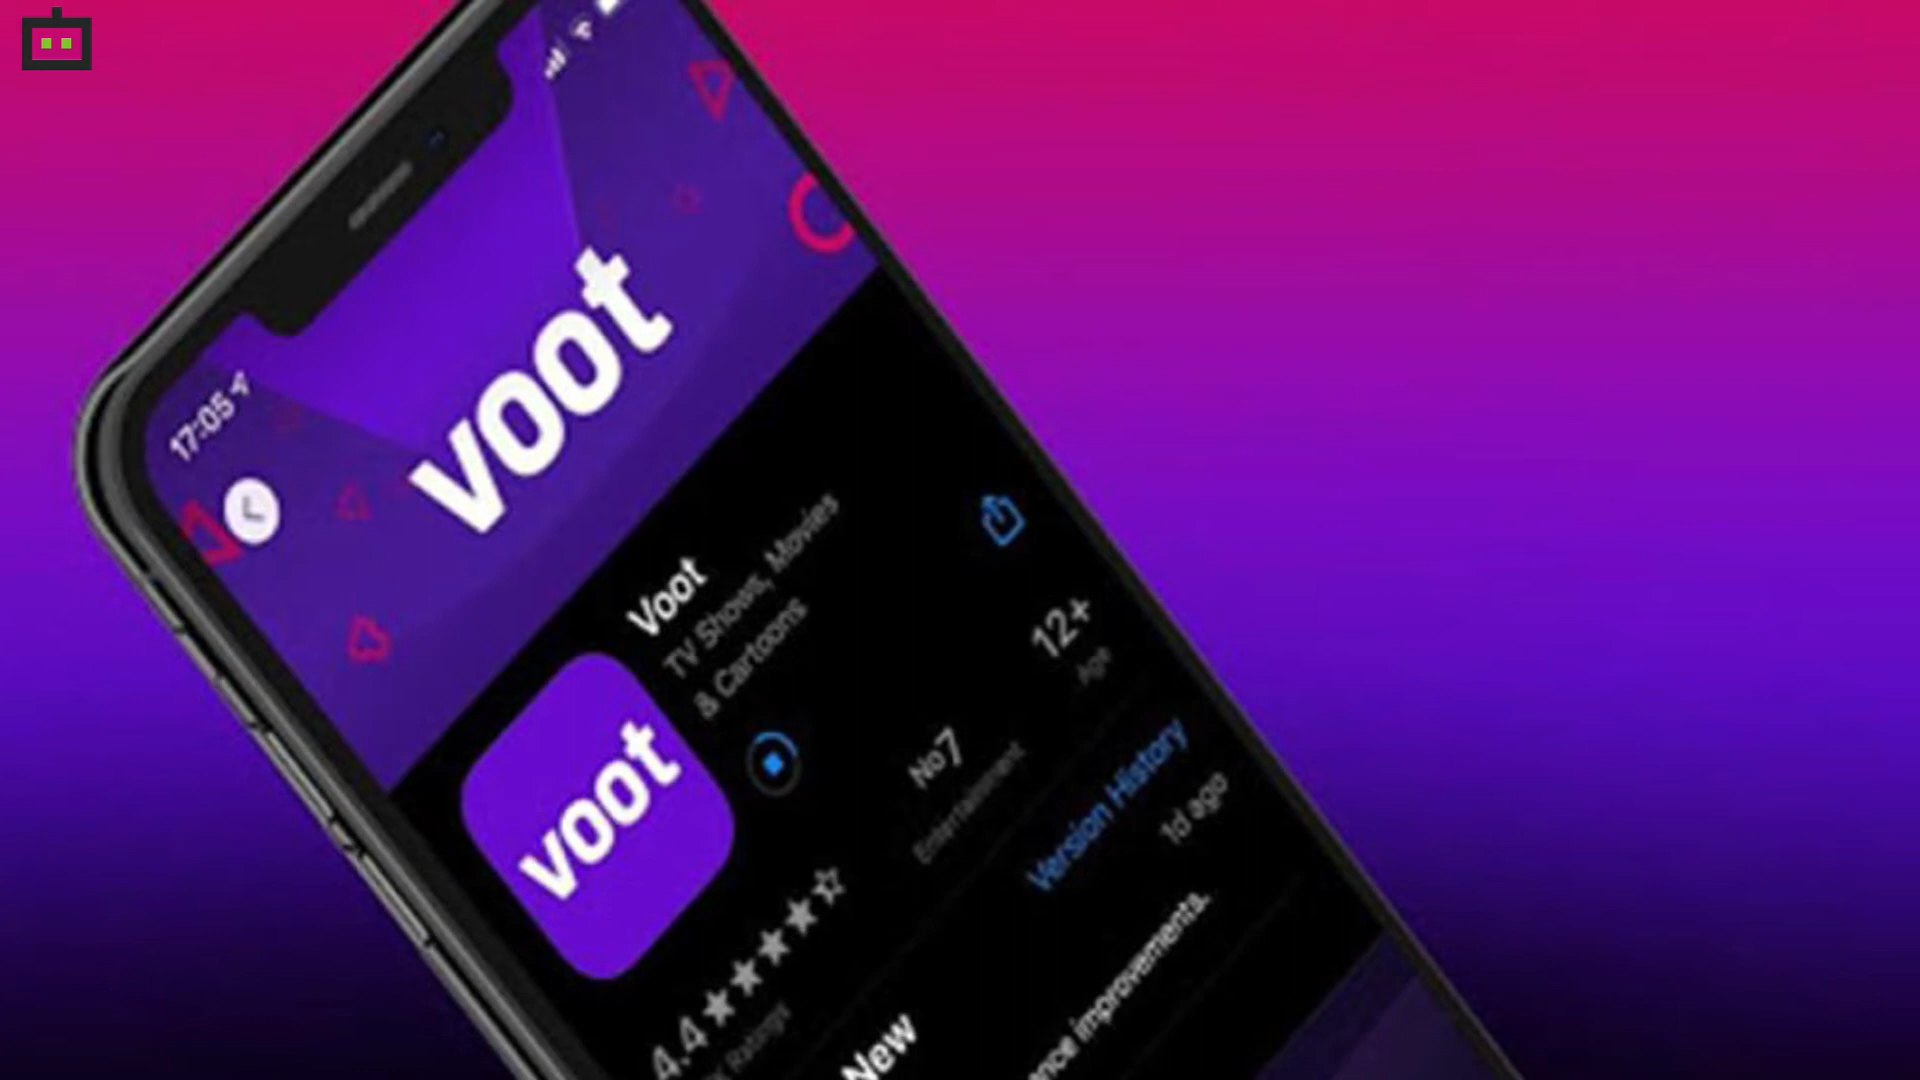 17:05
voot
Voot
TV Shows, Movies
& Cartoons
voot
4.4 ★★★★☆
Ratings
No7
Entertainment
12+
Age
New
Version History
1d ago
improvements.